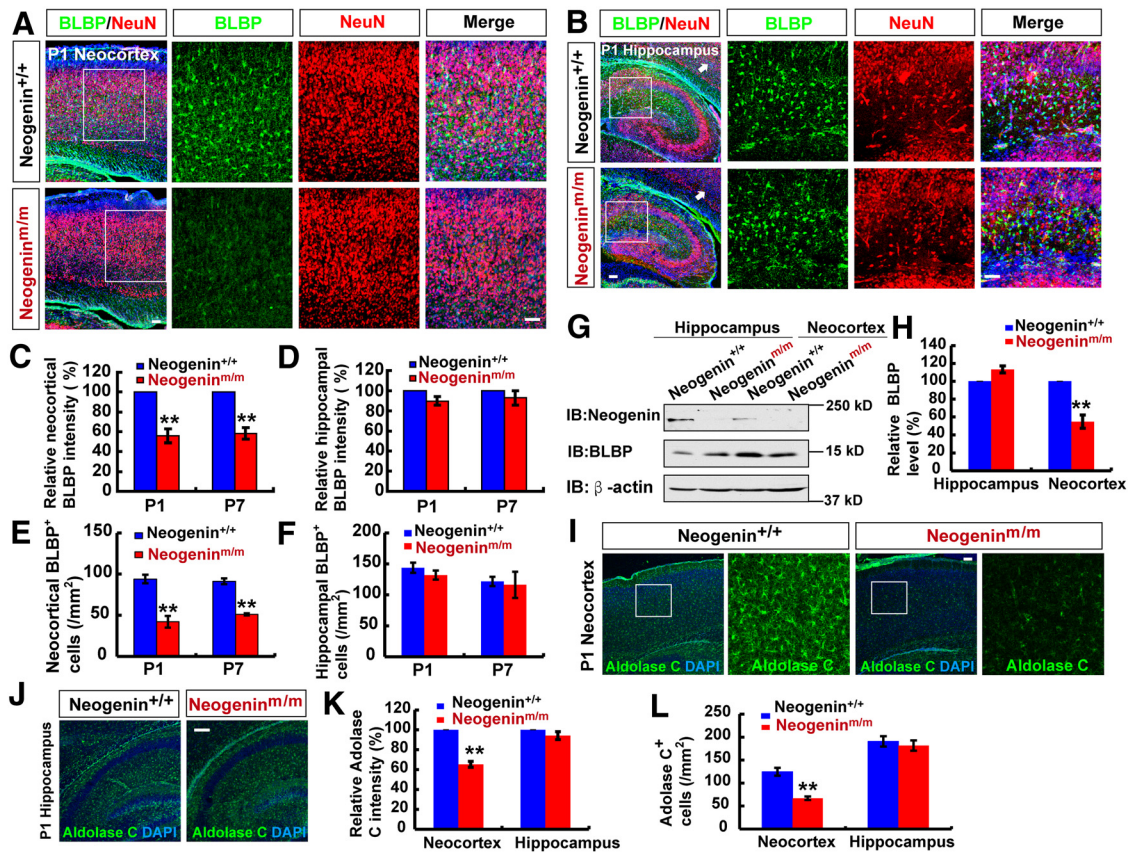 A
BLBP/NeuN
BLBP
NeuN
Merge
P1 Neocortex
Neogenin+/+
Neogeninm/m
B
BLBP/NeuN
BLBP
NeuN
Merge
P1 Hippocampus
Neogenin+/+
Neogeninm/m
C
Neogenin+/+
Neogeninm/m
Relative neocortical
BLBP intensity ( %)
120
100
80
60
40
20
0
**
**
P1
P7
D
Neogenin+/+
Neogeninm/m
Relative hippocampal
BLBP intensity ( %)
120
100
80
60
40
20
0
P1
P7
E
Neogenin+/+
Neogeninm/m
Neocortical BLBP+
cells (/mm2)
150
100
50
0
**
**
P1
P7
F
Neogenin+/+
Neogeninm/m
Hippocampal BLBP+
cells (/mm2)
200
150
100
50
0
P1
P7
G
Hippocampus
Neocortex
Neogenin+/+
Neogeninm/m
Neogenin+/+
Neogeninm/m
IB:Neogenin
250 kD
IB:BLBP
15 kD
IB: β -actin
37 kD
H
Neogenin+/+
Neogeninm/m
Relative BLBP
level (%)
140
120
100
80
60
40
20
0
**
Hippocampus
Neocortex
I
Neogenin+/+
Neogeninm/m
P1 Neocortex
Aldolase C DAPI
Aldolase C
Aldolase C DAPI
Aldolase C
J
Neogenin+/+
Neogeninm/m
P1 Hippocampus
Aldolase C DAPI
Aldolase C DAPI
K
Neogenin+/+
Neogeninm/m
Relative Adolase
C intensity (%)
100
80
60
40
20
0
**
Neocortex
Hippocampus
L
Neogenin+/+
Neogeninm/m
Adolase C+
cells (/mm2)
250
200
150
100
50
0
**
Neocortex
Hippocampus